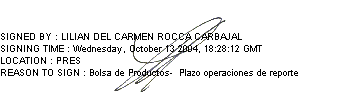 SIGNED BY : LILIAN DEL CARMEN ROCCA CARBAJAL
SIGNING TIME : Wednesday, October 13 2004, 18:28:12 GMT
LOCATION : PRES
REASON TO SIGN : Bolsa de Productos- Plazo operaciones de reporte